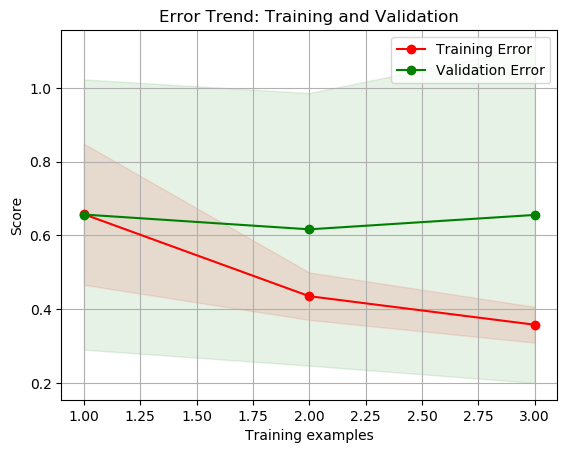 Error Trend: Training and Validation
Training Error
Validation Error
1.0
0.8
0.6
0.4
0.2
Score
1.00 1.25 1.50 1.75 2.00 2.25 2.50 2.75 3.00
Training examples